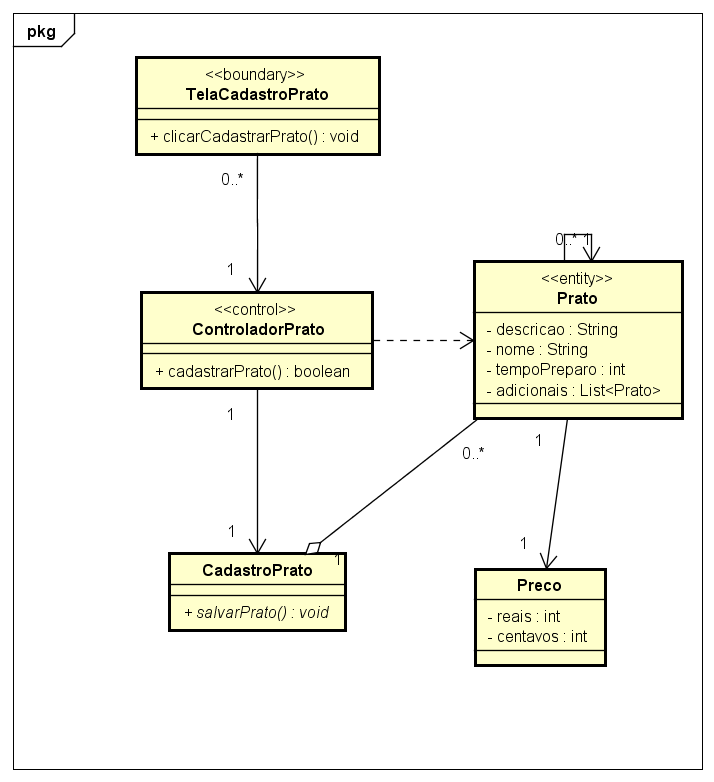 pkg
<<boundary>>
TelaCadastroPrato
+ clicarCadastrarPrato() : void
0..*
1
<<control>>
ControladorPrato
+ cadastrarPrato() : boolean
0..* 1
<<entity>>
Prato
- descricao : String
- nome : String
- tempoPreparo : int
- adicionais : List<Prato>
1
1
0..*
1
CadastroPrato
+ salvarPrato() : void
1
1
Preco
- reais : int
- centavos : int